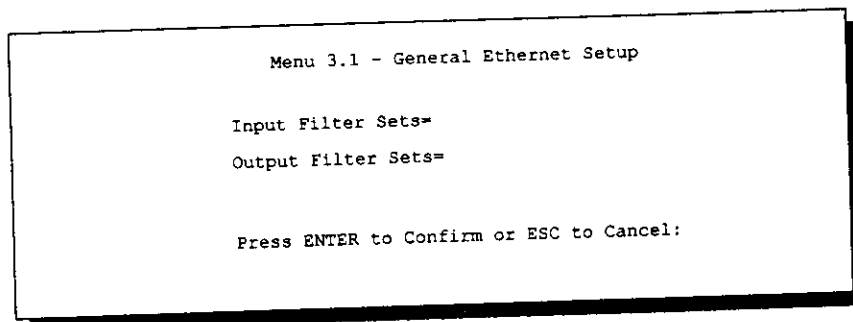 Menu 3.1 - General Ethernet Setup
Input Filter Sets=
Output Filter Sets=
Press ENTER to Confirm or ESC to Cancel: